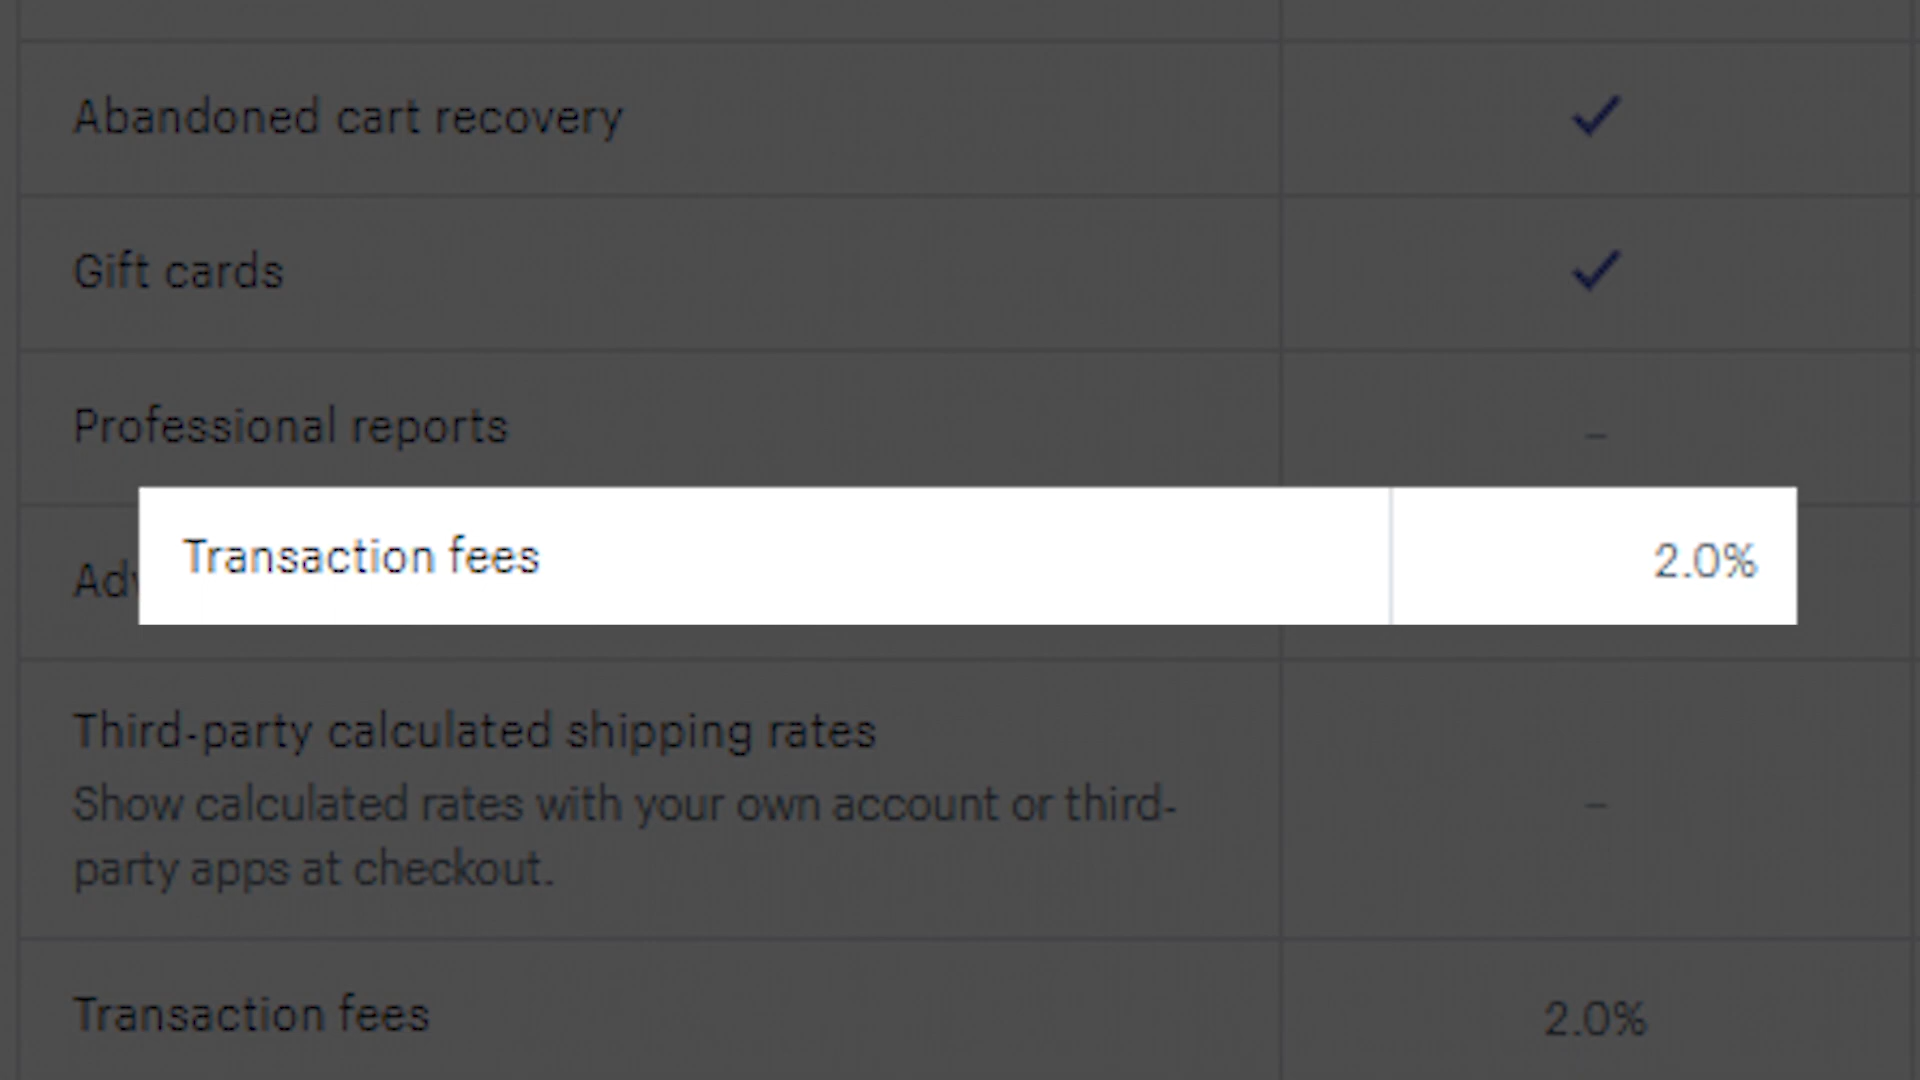 Abandoned cart recovery ✓
Gift cards ✓
Professional reports –
Transaction fees 2.0%
Third-party calculated shipping rates
Show calculated rates with your own account or third- –
party apps at checkout.
Transaction fees 2.0%